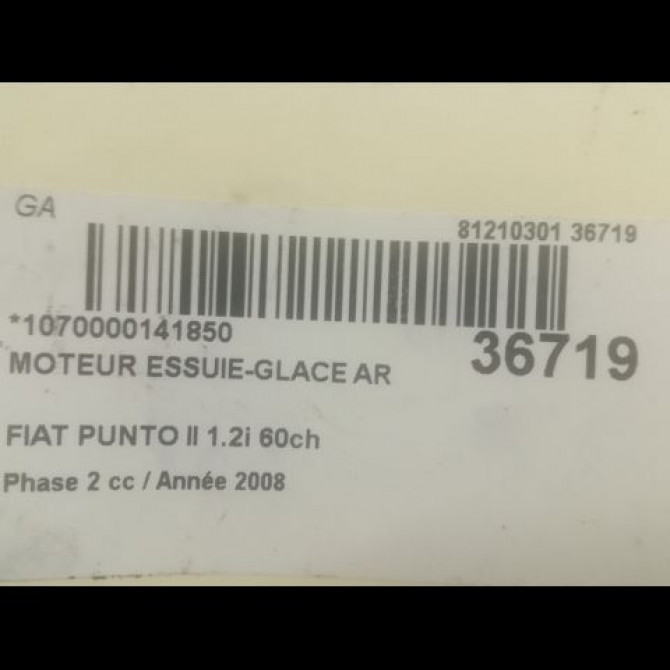 GA
81210301 36719
*1070000141850
36719
MOTEUR ESSUIE-GLACE AR
FIAT PUNTO II 1.2i 60ch
Phase 2 cc / Année 2008